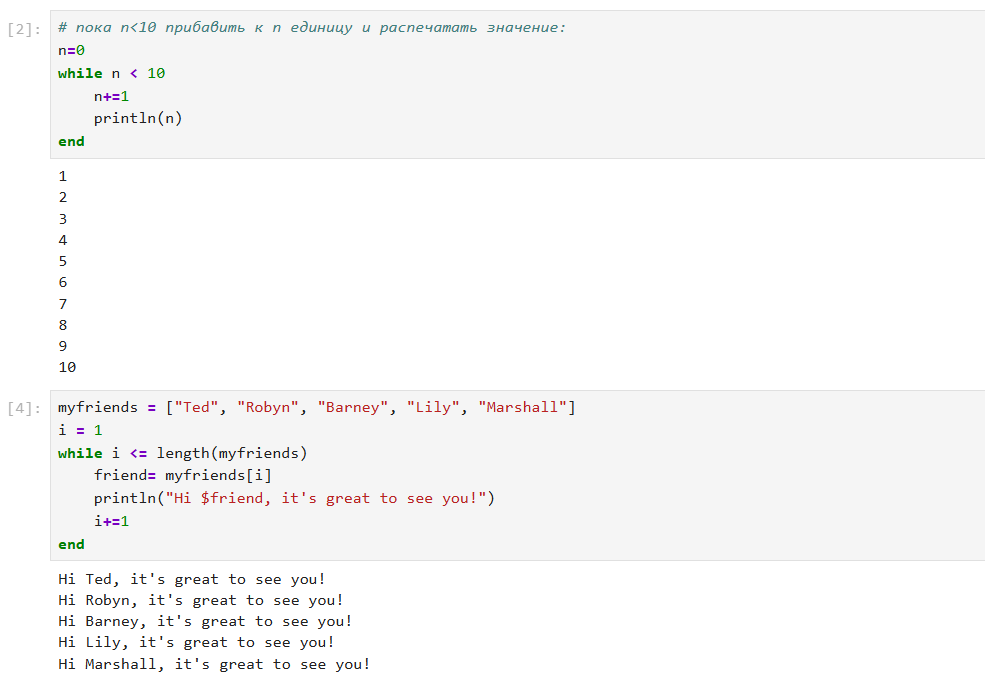 [2]: # пока n<10 прибавить к n единицу и распечатать значение:
n=0
while n < 10
    n+=1
    println(n)
end
1
2
3
4
5
6
7
8
9
10
[4]: myfriends = ["Ted", "Robyn", "Barney", "Lily", "Marshall"]
i = 1
while i <= length(myfriends)
    friend= myfriends[i]
    println("Hi $friend, it's great to see you!")
    i+=1
end
Hi Ted, it's great to see you!
Hi Robyn, it's great to see you!
Hi Barney, it's great to see you!
Hi Lily, it's great to see you!
Hi Marshall, it's great to see you!